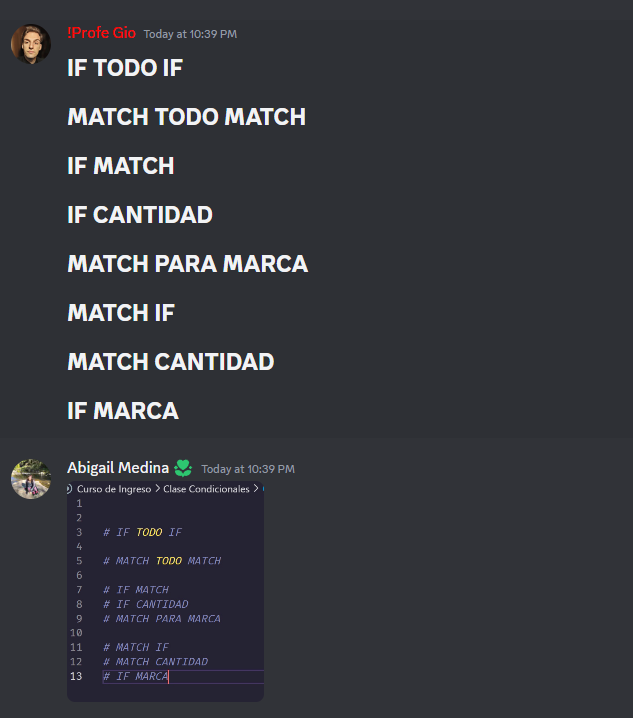 !Profe Gio Today at 10:39 PM
IF TODO IF
MATCH TODO MATCH
IF MATCH
IF CANTIDAD
MATCH PARA MARCA
MATCH IF
MATCH CANTIDAD
IF MARCA
Abigail Medina Today at 10:39 PM
Curso de Ingreso > Clase Condicionales >
1
2
3 # IF TODO IF
4
5 # MATCH TODO MATCH
6
7 # IF MATCH
8 # IF CANTIDAD
9 # MATCH PARA MARCA
10
11 # MATCH IF
12 # MATCH CANTIDAD
13 # IF MARCA